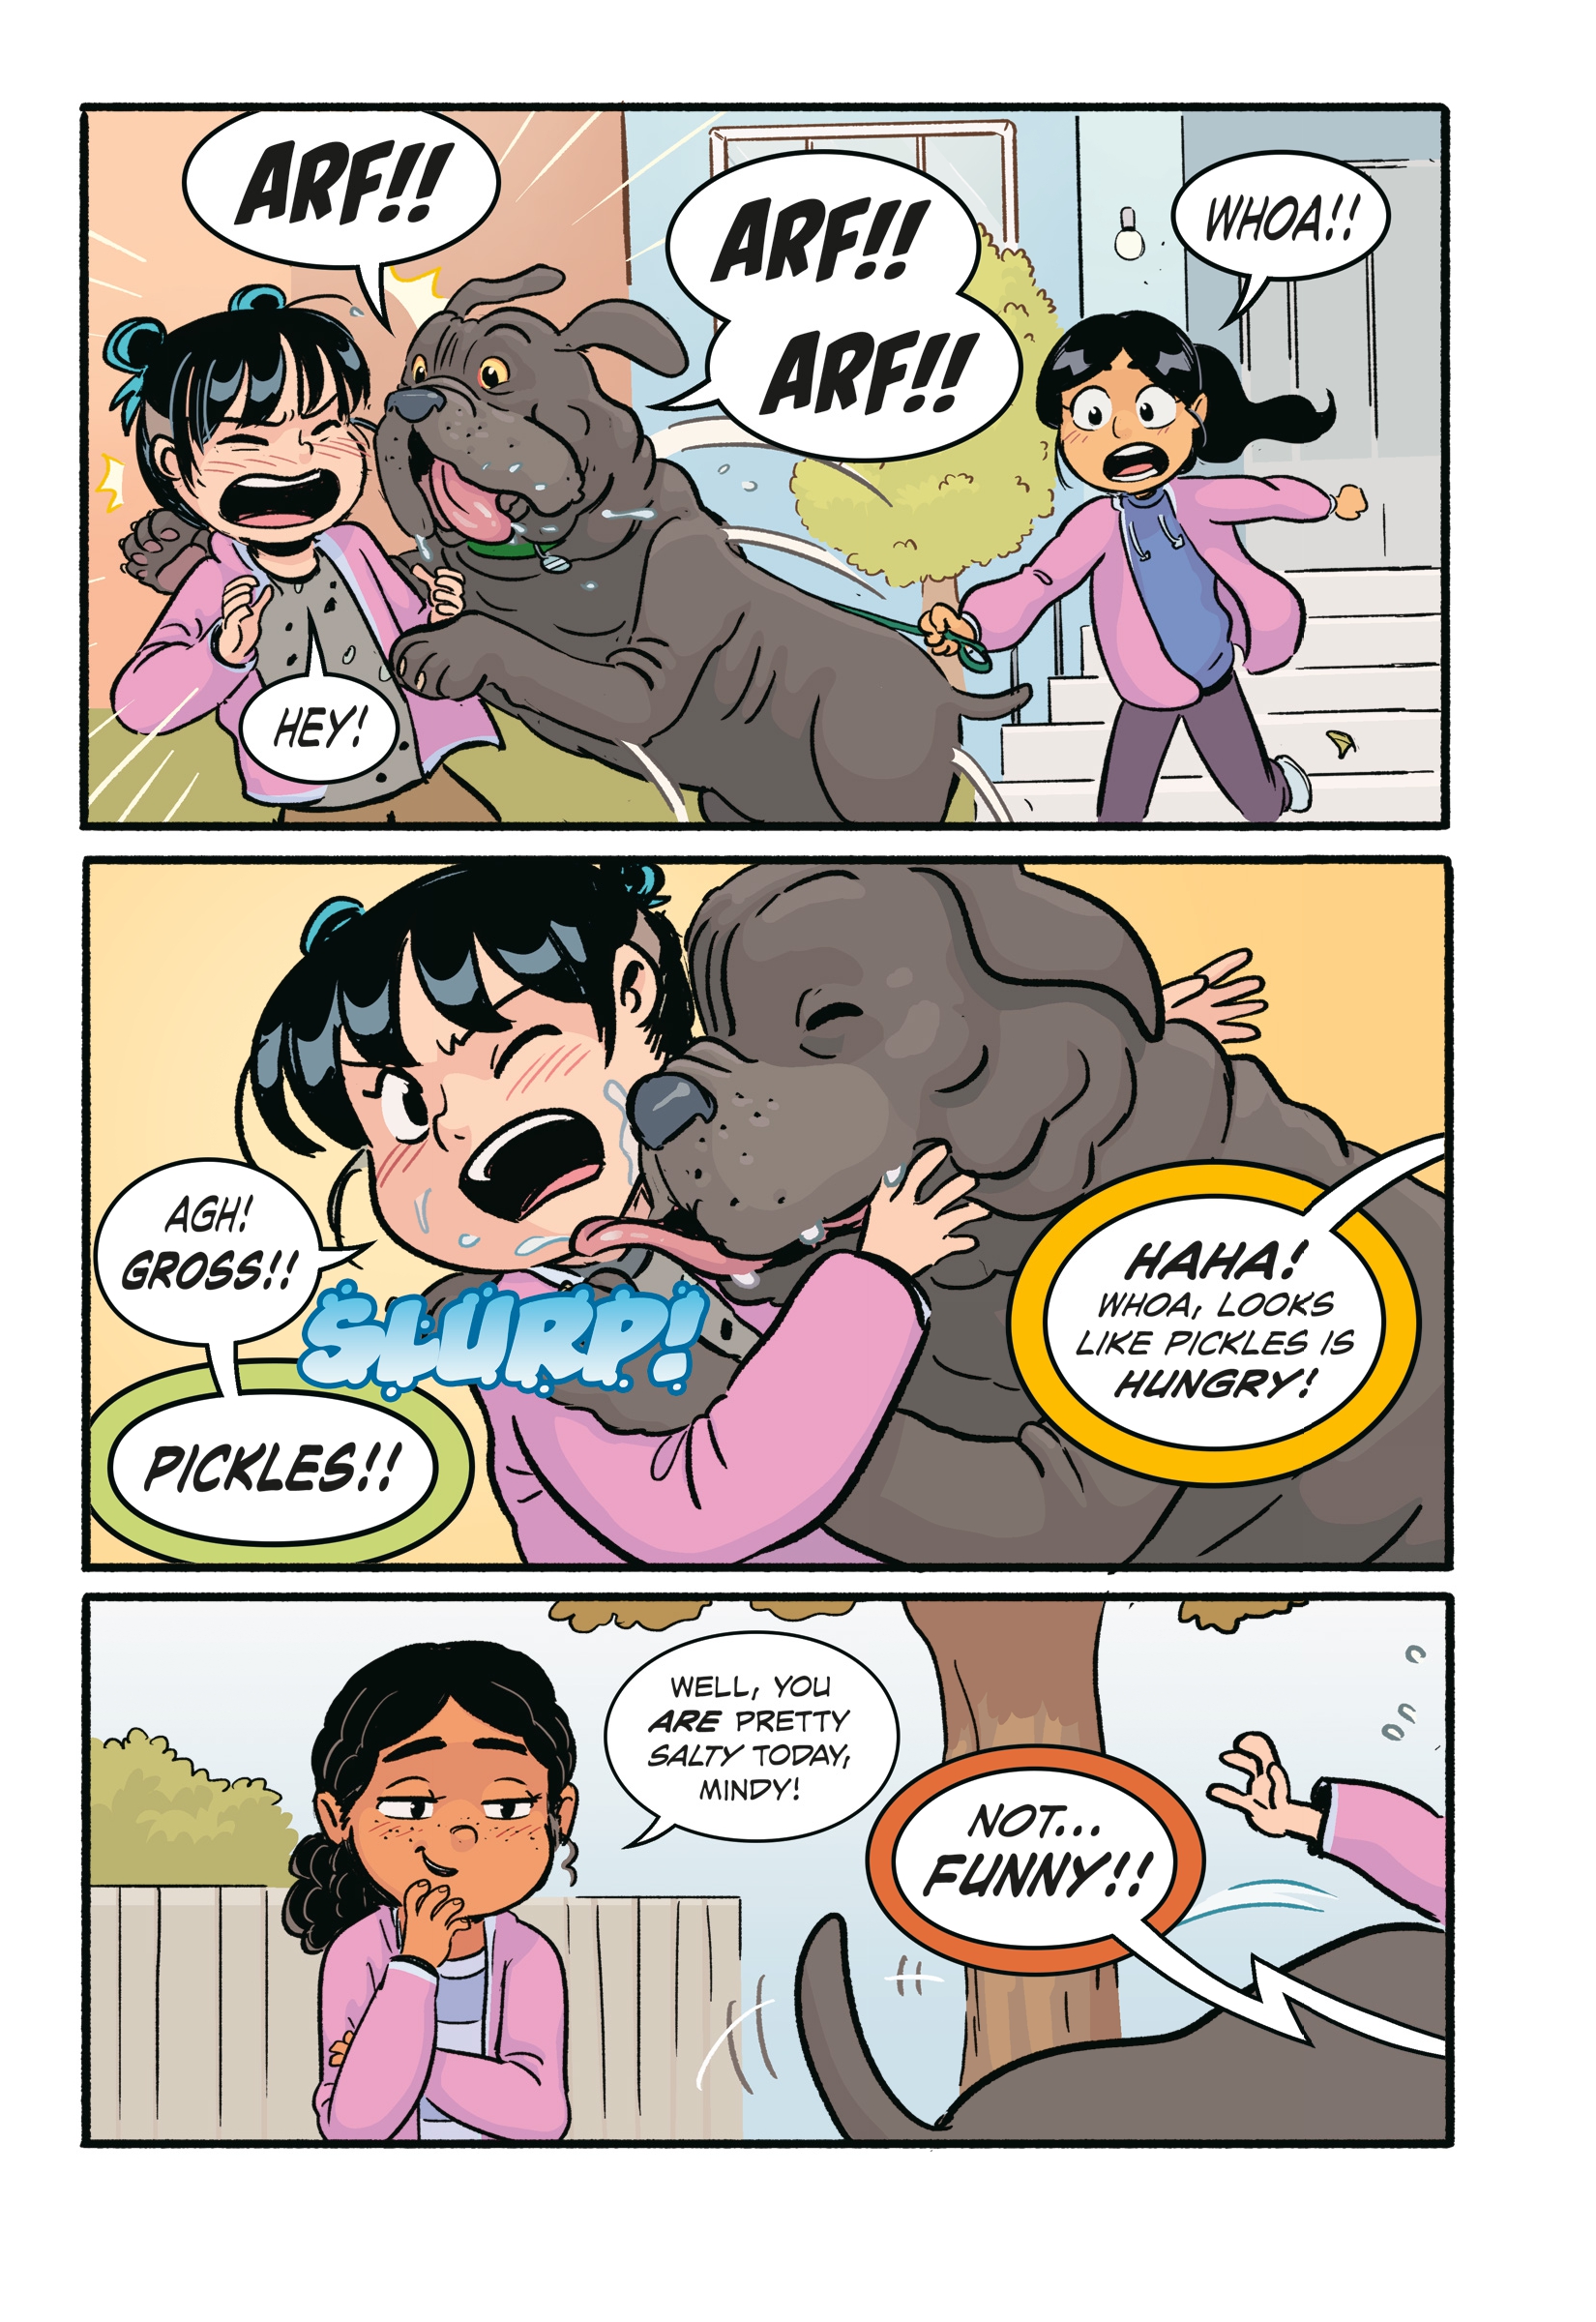 ARF!!
ARF!!
ARF!!
WHOA!!
HEY!
AGH!
GROSS!!
SLURP!
PICKLES!!
HAHA!
WHOA, LOOKS
LIKE PICKLES IS
HUNGRY!
WELL, YOU
ARE PRETTY
SALTY TODAY,
MINDY!
NOT...
FUNNY!!